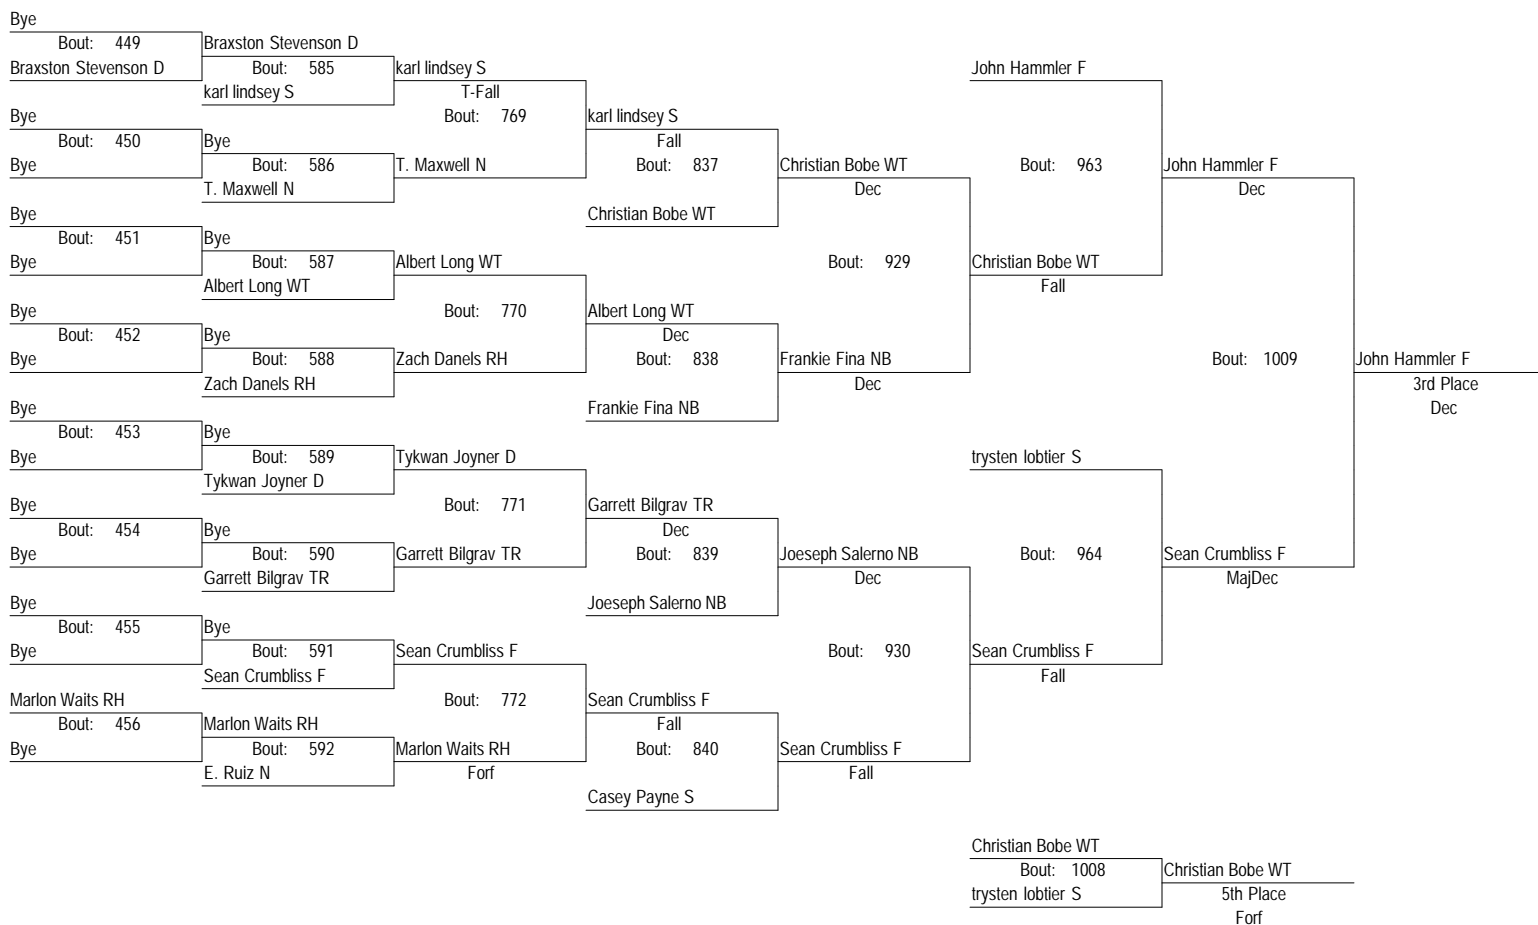 Bye
Bout: 449 Braxston Stevenson D
Braxston Stevenson D Bout: 585 karl lindsey S John Hammler F
karl lindsey S T-Fall
Bye Bout: 769 karl lindsey S
Bout: 450 Bye Fall
Bye Bout: 586 T. Maxwell N Bout: 837 Christian Bobe WT Bout: 963 John Hammler F
T. Maxwell N Dec Dec
Bye Christian Bobe WT
Bout: 451 Bye
Bye Bout: 587 Albert Long WT Bout: 929 Christian Bobe WT
Albert Long WT Fall
Bye Bout: 770 Albert Long WT
Bout: 452 Bye Dec
Bye Bout: 588 Zach Danels RH Bout: 838 Frankie Fina NB Bout: 1009 John Hammler F
Zach Danels RH Dec 3rd Place
Bye Frankie Fina NB Dec
Bout: 453 Bye
Bye Bout: 589 Tykwan Joyner D trysten lobtier S
Tykwan Joyner D
Bye Bout: 771 Garrett Bilgrav TR
Bout: 454 Bye Dec
Bye Bout: 590 Garrett Bilgrav TR Bout: 839 Joeseph Salerno NB Bout: 964 Sean Crumbliss F
Garrett Bilgrav TR Dec MajDec
Bye Joeseph Salerno NB
Bout: 455 Bye
Bye Bout: 591 Sean Crumbliss F Bout: 930 Sean Crumbliss F
Sean Crumbliss F Fall
Marlon Waits RH Bout: 772 Sean Crumbliss F
Bout: 456 Marlon Waits RH Fall
Bye Bout: 592 Marlon Waits RH Bout: 840 Sean Crumbliss F
E. Ruiz N Forf Fall
Casey Payne S
Christian Bobe WT
Bout: 1008 Christian Bobe WT
trysten lobtier S 5th Place
Forf